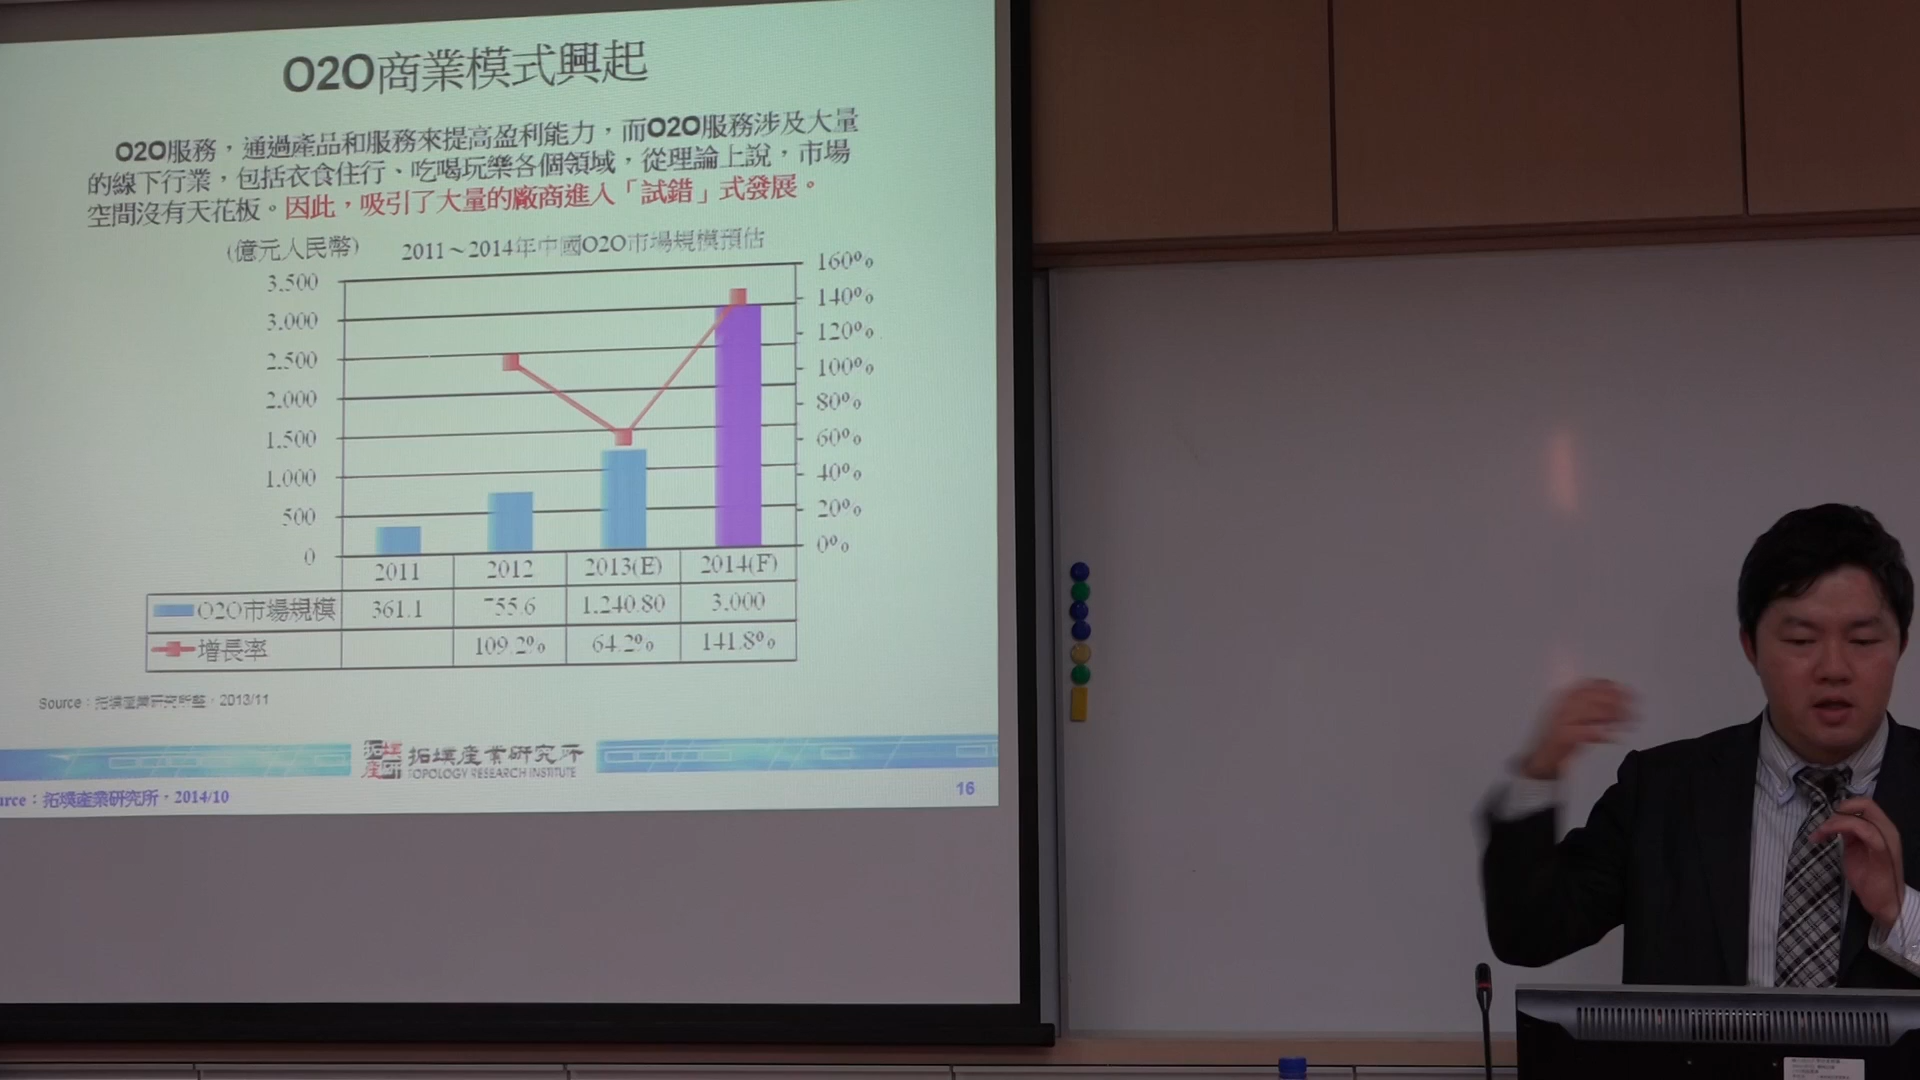 O2O商業模式興起
O2O服務，通過產品和服務來提高盈利能力，而O2O服務涉及大量
的線下行業，包括衣食住行、吃喝玩樂各個領域，從理論上說，市場
空間沒有天花板。因此，吸引了大量的廠商進入「試錯」式發展。
(億元人民幣) 2011～2014年中國O2O市場規模預估
3,500 160%
3,000 140%
2,500 120%
2,000 100%
1,500 80%
1,000 60%
500 40%
0 20%
0%
2011 2012 2013(E) 2014(F)
O2O市場規模 361.1 755.6 1,240.80 3,000
增長率 109.2% 64.2% 141.8%
Source：拓墣產業研究所整，2013/11
拓墣產業研究所
TOPOLOGY RESEARCH INSTITUTE
urce：拓墣產業研究所，2014/10
16